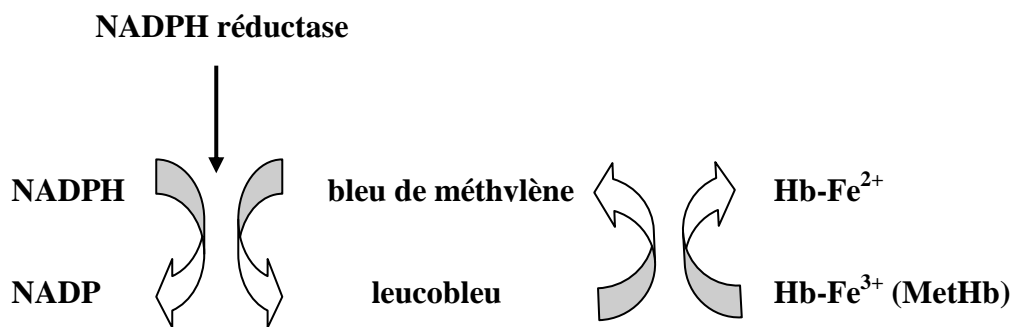 NADPH réductase
NADPH bleu de méthylène Hb-Fe²⁺
NADP leucobleu Hb-Fe³⁺ (MetHb)